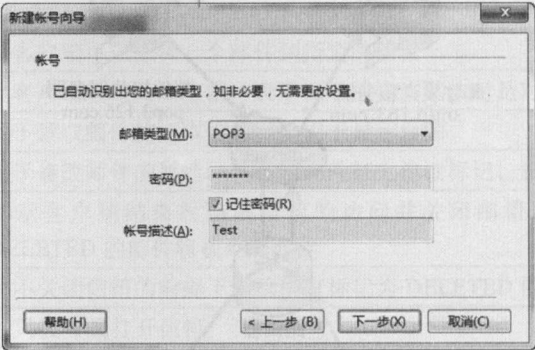 新建帐号向导
帐号
已自动识别出您的邮箱类型，如非必要，无需更改设置。
邮箱类型(M): POP3
密码(P): *******
记住密码(R)
帐号描述(A): Test
帮助(H) < 上一步 (B) 下一步(X) 取消(C)